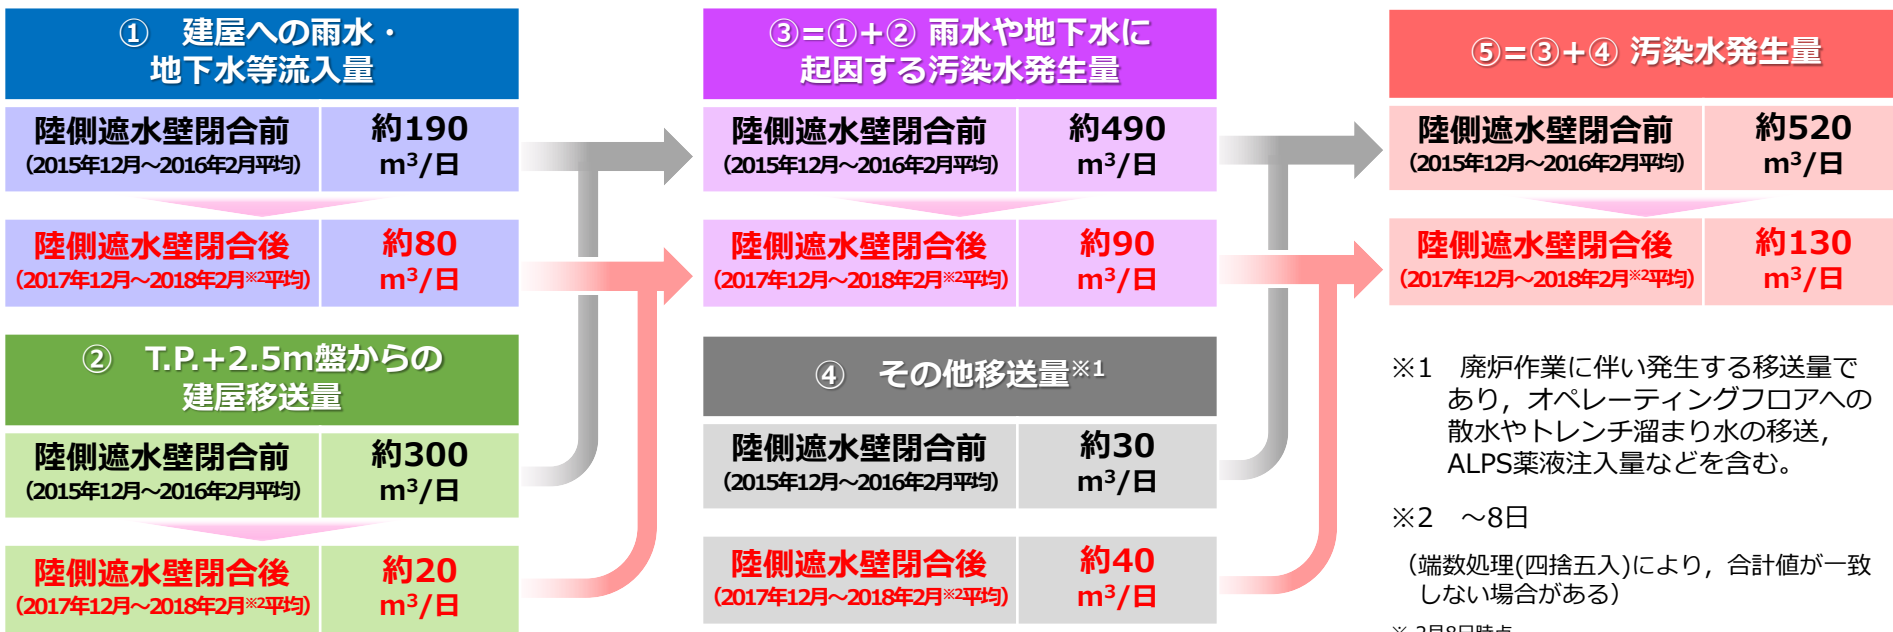 ① 建屋への雨水・
地下水等流入量
陸側遮水壁閉合前
（2015年12月～2016年2月平均）
約190
m³/日
陸側遮水壁閉合後
（2017年12月～2018年2月※2平均）
約80
m³/日
② T.P.+2.5m盤からの
建屋移送量
陸側遮水壁閉合前
（2015年12月～2016年2月平均）
約300
m³/日
陸側遮水壁閉合後
（2017年12月～2018年2月※2平均）
約20
m³/日
③=①+② 雨水や地下水に
起因する汚染水発生量
陸側遮水壁閉合前
（2015年12月～2016年2月平均）
約490
m³/日
陸側遮水壁閉合後
（2017年12月～2018年2月※2平均）
約90
m³/日
④ その他移送量※1
陸側遮水壁閉合前
（2015年12月～2016年2月平均）
約30
m³/日
陸側遮水壁閉合後
（2017年12月～2018年2月※2平均）
約40
m³/日
⑤=③+④ 汚染水発生量
陸側遮水壁閉合前
（2015年12月～2016年2月平均）
約520
m³/日
陸側遮水壁閉合後
（2017年12月～2018年2月※2平均）
約130
m³/日
※1 廃炉作業に伴い発生する移送量で
あり，オペレーティングフロアへの
散水やトレンチ溜まり水の移送，
ALPS薬液注入量などを含む。
※2 ～8日
（端数処理(四捨五入)により，合計値が一致
しない場合がある）